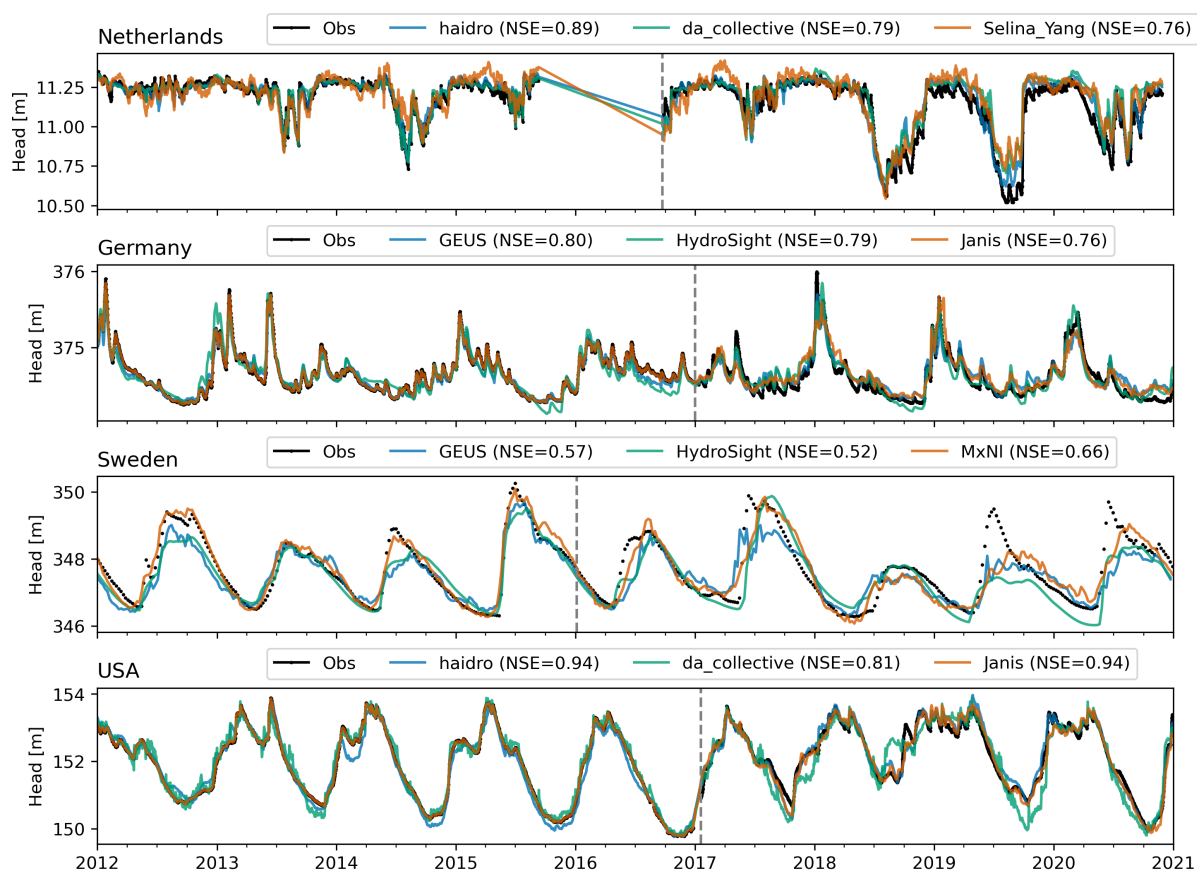 Netherlands
Obs haidro (NSE=0.89) da_collective (NSE=0.79) Selina_Yang (NSE=0.76)
Head [m]
11.25
11.00
10.75
10.50
Germany
Obs GEUS (NSE=0.80) HydroSight (NSE=0.79) Janis (NSE=0.76)
Head [m]
376
375
Sweden
Obs GEUS (NSE=0.57) HydroSight (NSE=0.52) MxNl (NSE=0.66)
Head [m]
350
348
346
USA
Obs haidro (NSE=0.94) da_collective (NSE=0.81) Janis (NSE=0.94)
Head [m]
154
152
150
2012 2013 2014 2015 2016 2017 2018 2019 2020 2021